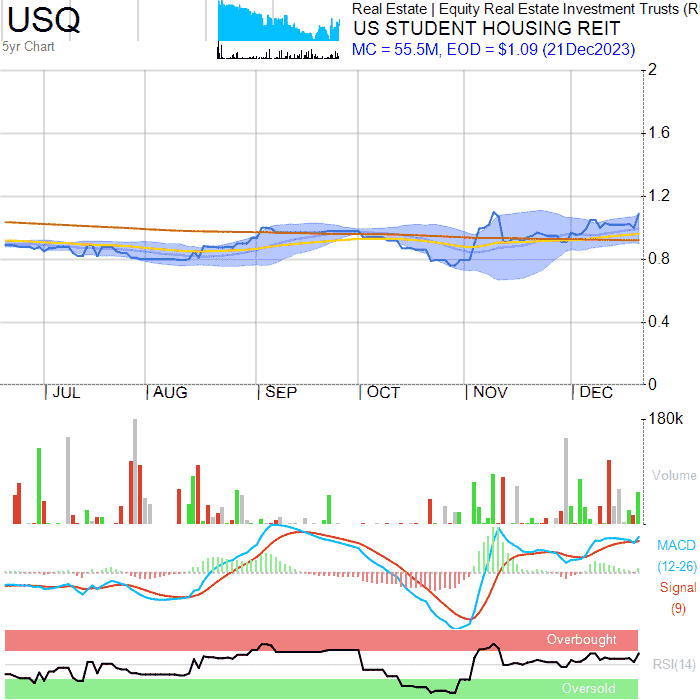 USQ
5yr Chart
Real Estate | Equity Real Estate Investment Trusts (R
US STUDENT HOUSING REIT
MC = 55.5M, EOD = $1.09 (21Dec2023)
2
1.6
1.2
0.8
0.4
0
JUL AUG SEP OCT NOV DEC
180k
Volume
MACD
(12-26)
Signal
(9)
Overbought
RSI(14)
Oversold